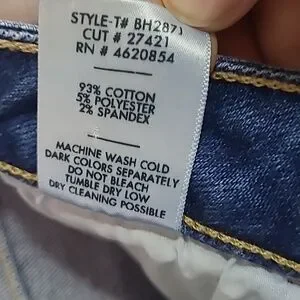 STYLE-T# BH2871
CUT # 27421
RN # 4620854
93% COTTON
5% POLYESTER
2% SPANDEX
MACHINE WASH COLD
DARK COLORS SEPARATELY
DO NOT BLEACH
TUMBLE DRY LOW
DRY CLEANING POSSIBLE